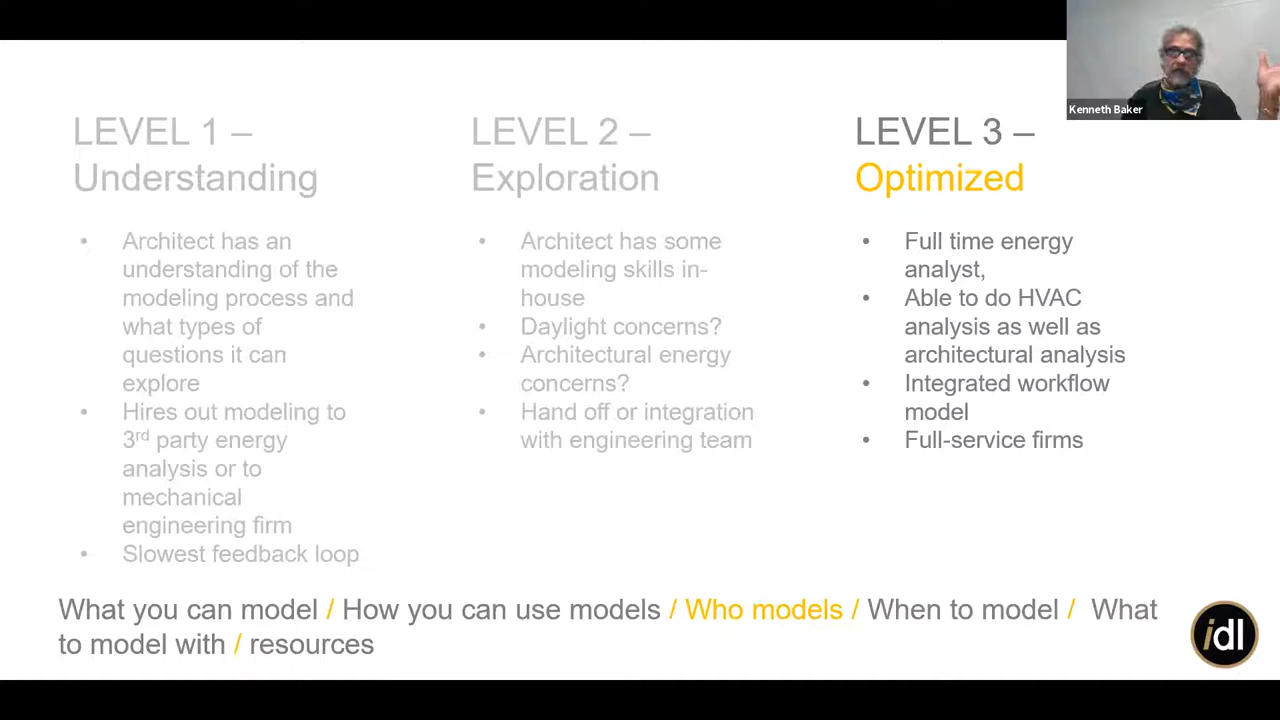 Kenneth Baker
LEVEL 1 –
Understanding
• Architect has an
understanding of the
modeling process and
what types of
questions it can
explore
• Hires out modeling to
3rd party energy
analysis or to
mechanical
engineering firm
• Slowest feedback loop
LEVEL 2 –
Exploration
• Architect has some
modeling skills in-
house
• Daylight concerns?
• Architectural energy
concerns?
• Hand off or integration
with engineering team
LEVEL 3 –
Optimized
• Full time energy
analyst,
• Able to do HVAC
analysis as well as
architectural analysis
• Integrated workflow
model
• Full-service firms
What you can model / How you can use models / Who models / When to model / What
to model with / resources
idl